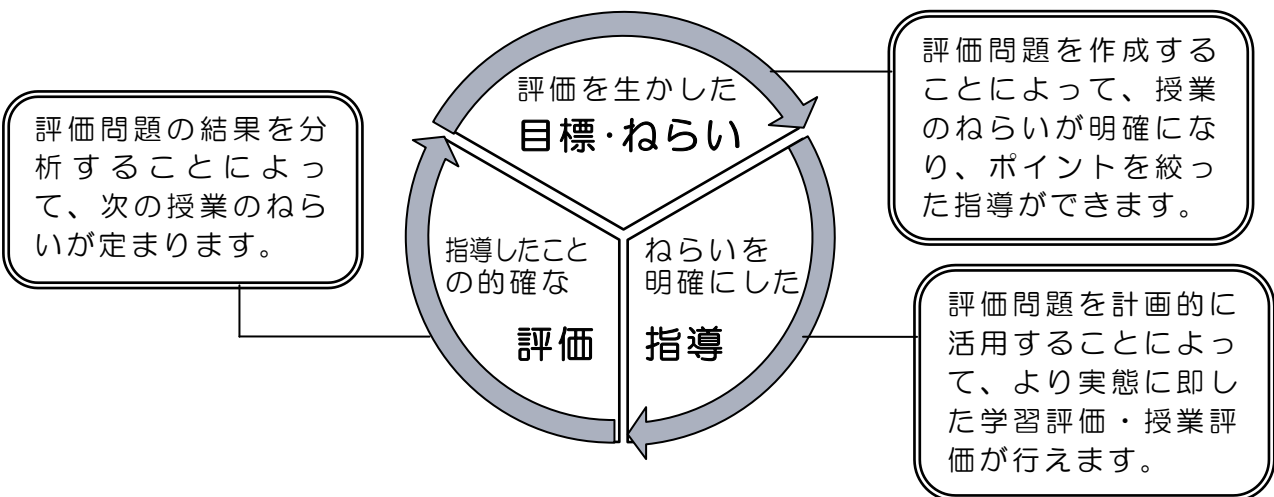 評価を生かした
目標・ねらい
評価問題を作成する
ことによって、授業
のねらいが明確にな
り、ポイントを絞っ
た指導ができます。
評価問題の結果を分
析することによっ
て、次の授業のねら
いが定まります。
指導したこと
の的確な
評価
ねらいを
明確にした
指導
評価問題を計画的に
活用することによっ
て、より実態に即し
た学習評価・授業評
価が行えます。